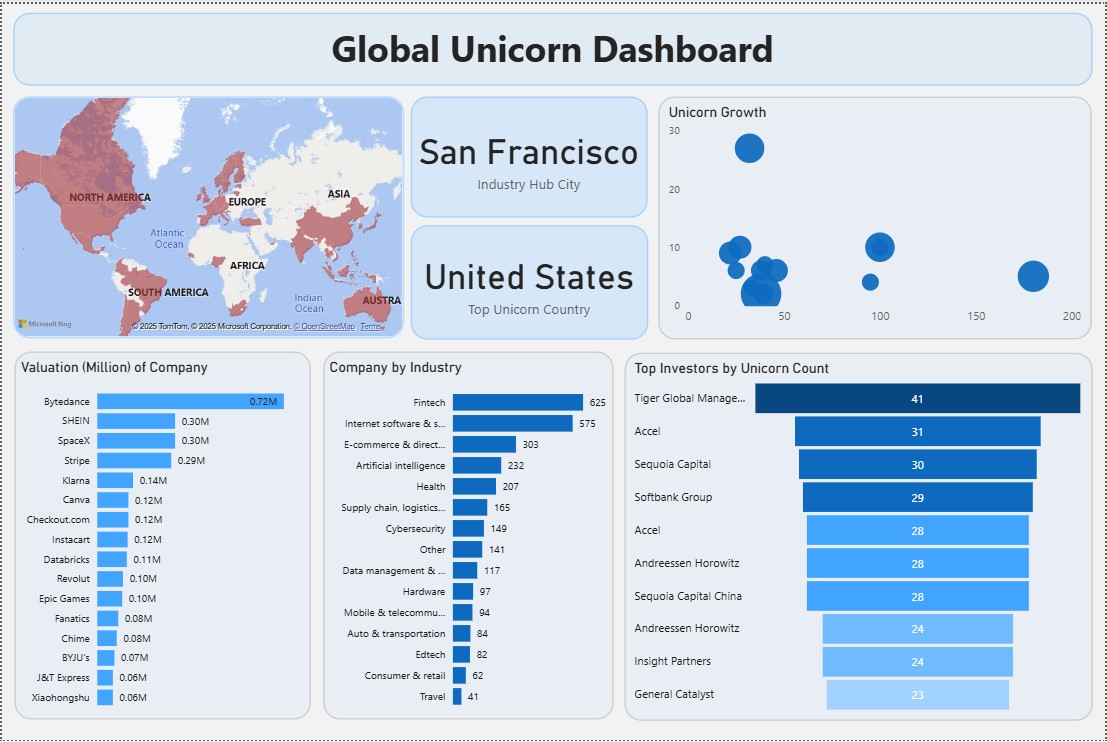 Global Unicorn Dashboard
NORTH AMERICA
EUROPE
ASIA
Atlantic
Ocean
AFRICA
SOUTH AMERICA
Indian
Ocean
AUSTRA
Microsoft Bing
© 2025 TomTom, © 2025 Microsoft Corporation, © OpenStreetMap Terms
San Francisco
Industry Hub City
United States
Top Unicorn Country
Unicorn Growth
30
20
10
0
0 50 100 150 200
Valuation (Million) of Company
Bytedance 0.72M
SHEIN 0.30M
SpaceX 0.30M
Stripe 0.29M
Klarna 0.14M
Canva 0.12M
Checkout.com 0.12M
Instacart 0.12M
Databricks 0.11M
Revolut 0.10M
Epic Games 0.10M
Fanatics 0.08M
Chime 0.08M
BYJU's 0.07M
J&T Express 0.06M
Xiaohongshu 0.06M
Company by Industry
Fintech 625
Internet software & s... 575
E-commerce & direct... 303
Artificial intelligence 232
Health 207
Supply chain, logistics... 165
Cybersecurity 149
Other 141
Data management & ... 117
Hardware 97
Mobile & telecommu... 94
Auto & transportation 84
Edtech 82
Consumer & retail 62
Travel 41
Top Investors by Unicorn Count
Tiger Global Manage... 41
Accel 31
Sequoia Capital 30
Softbank Group 29
Accel 28
Andreessen Horowitz 28
Sequoia Capital China 28
Andreessen Horowitz 24
Insight Partners 24
General Catalyst 23